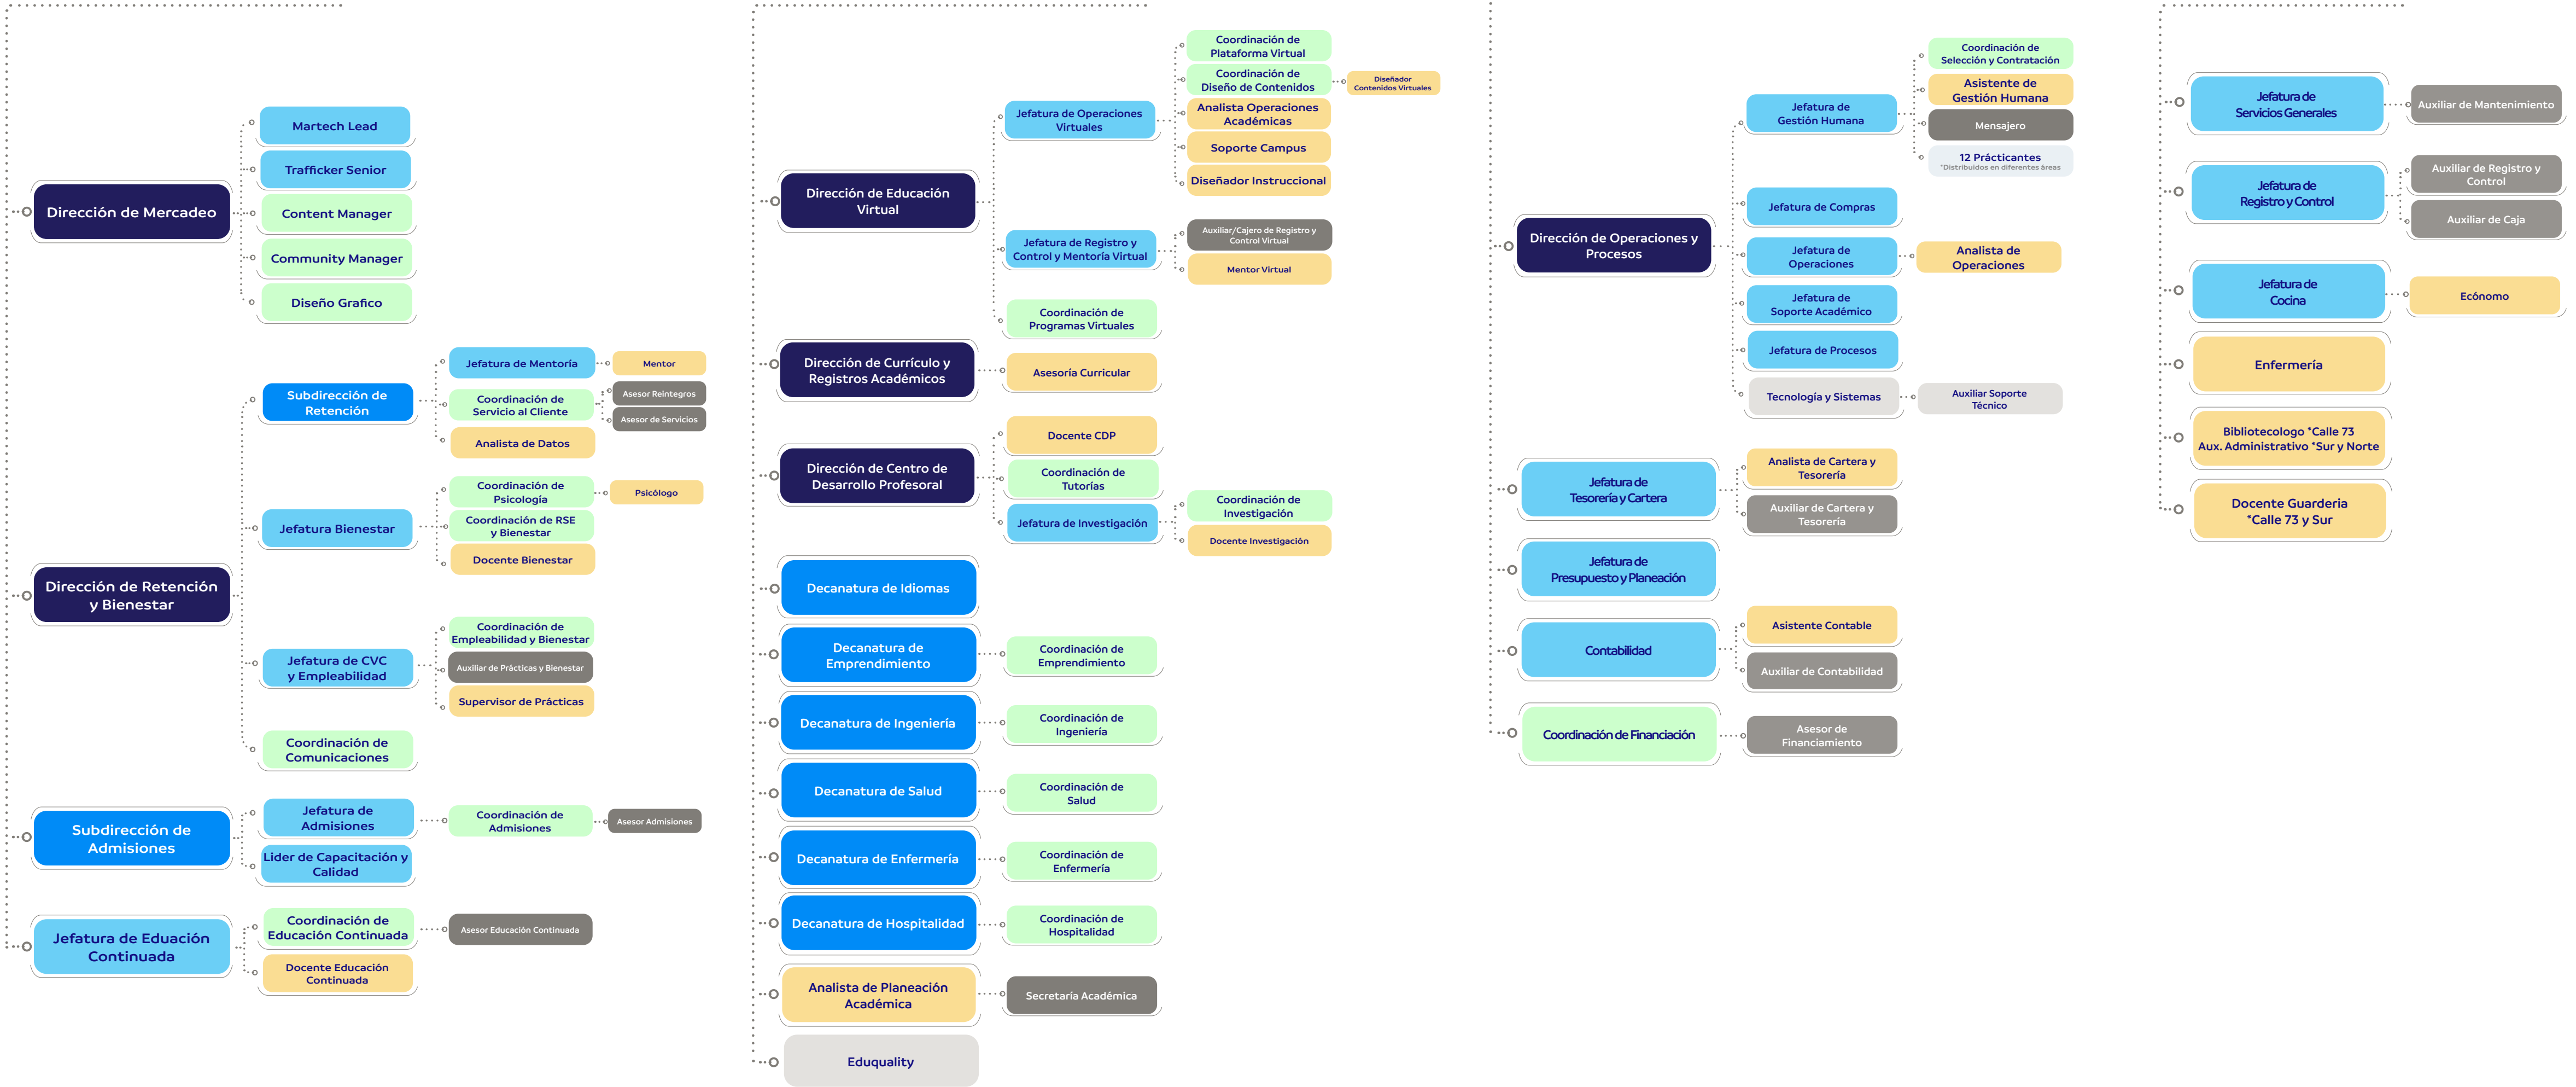 Dirección de Mercadeo
Martech Lead
Trafficker Senior
Content Manager
Community Manager
Diseño Grafico
Dirección de Retención
y Bienestar
Subdirección de
Retención
Jefatura de Mentoría
Mentor
Coordinación de
Servicio al Cliente
Asesor Reintegros
Asesor de Servicios
Analista de Datos
Jefatura Bienestar
Coordinación de
Psicología
Psicólogo
Coordinación de RSE
y Bienestar
Docente Bienestar
Jefatura de CVC
y Empleabilidad
Coordinación de
Empleabilidad y Bienestar
Auxiliar de Prácticas y Bienestar
Supervisor de Prácticas
Coordinación de
Comunicaciones
Subdirección de
Admisiones
Jefatura de
Admisiones
Coordinación de
Admisiones
Asesor Admisiones
Lider de Capacitación y
Calidad
Jefatura de Eduación
Continuada
Coordinación de
Educación Continuada
Asesor Educación Continuada
Docente Educación
Continuada
Dirección de Educación
Virtual
Jefatura de Operaciones
Virtuales
Coordinación de
Plataforma Virtual
Coordinación de
Diseño de Contenidos
Diseñador
Contenidos Virtuales
Analista Operaciones
Académicas
Soporte Campus
Diseñador Instruccional
Jefatura de Registro y
Control y Mentoría Virtual
Auxiliar/Cajero de Registro y
Control Virtual
Mentor Virtual
Coordinación de
Programas Virtuales
Dirección de Currículo y
Registros Académicos
Asesoría Curricular
Dirección de Centro de
Desarrollo Profesoral
Docente CDP
Coordinación de
Tutorías
Jefatura de Investigación
Coordinación de
Investigación
Docente Investigación
Decanatura de Idiomas
Decanatura de
Emprendimiento
Coordinación de
Emprendimiento
Decanatura de Ingeniería
Coordinación de
Ingeniería
Decanatura de Salud
Coordinación de
Salud
Decanatura de Enfermería
Coordinación de
Enfermería
Decanatura de Hospitalidad
Coordinación de
Hospitalidad
Analista de Planeación
Académica
Secretaría Académica
Eduquality
Dirección de Operaciones y
Procesos
Jefatura de
Gestión Humana
Coordinación de
Selección y Contratación
Asistente de
Gestión Humana
Mensajero
12 Prácticantes
*Distribuidos en diferentes áreas
Jefatura de Compras
Jefatura de
Operaciones
Analista de
Operaciones
Jefatura de
Soporte Académico
Jefatura de Procesos
Tecnología y Sistemas
Auxiliar Soporte
Técnico
Jefatura de
Tesorería y Cartera
Analista de Cartera y
Tesorería
Auxiliar de Cartera y
Tesorería
Jefatura de
Presupuesto y Planeación
Contabilidad
Asistente Contable
Auxiliar de Contabilidad
Coordinación de Financiación
Asesor de
Financiamiento
Jefatura de
Servicios Generales
Auxiliar de Mantenimiento
Jefatura de
Registro y Control
Auxiliar de Registro y
Control
Auxiliar de Caja
Jefatura de
Cocina
Ecónomo
Enfermería
Bibliotecologo *Calle 73
Aux. Administrativo *Sur y Norte
Docente Guarderia
*Calle 73 y Sur